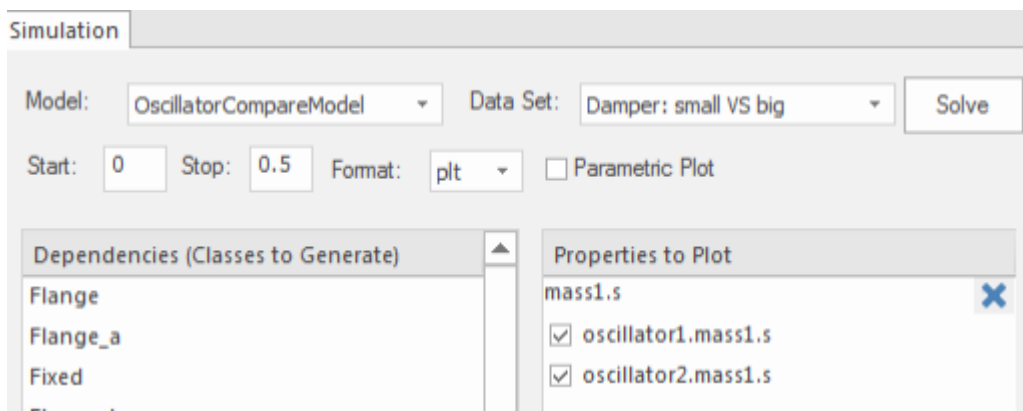 Simulation
Model: OscillatorCompareModel Data Set: Damper: small VS big Solve
Start: 0 Stop: 0.5 Format: plt Parametric Plot
Dependencies (Classes to Generate) Properties to Plot
Flange mass1.s
Flange_a oscillator1.mass1.s
Fixed oscillator2.mass1.s